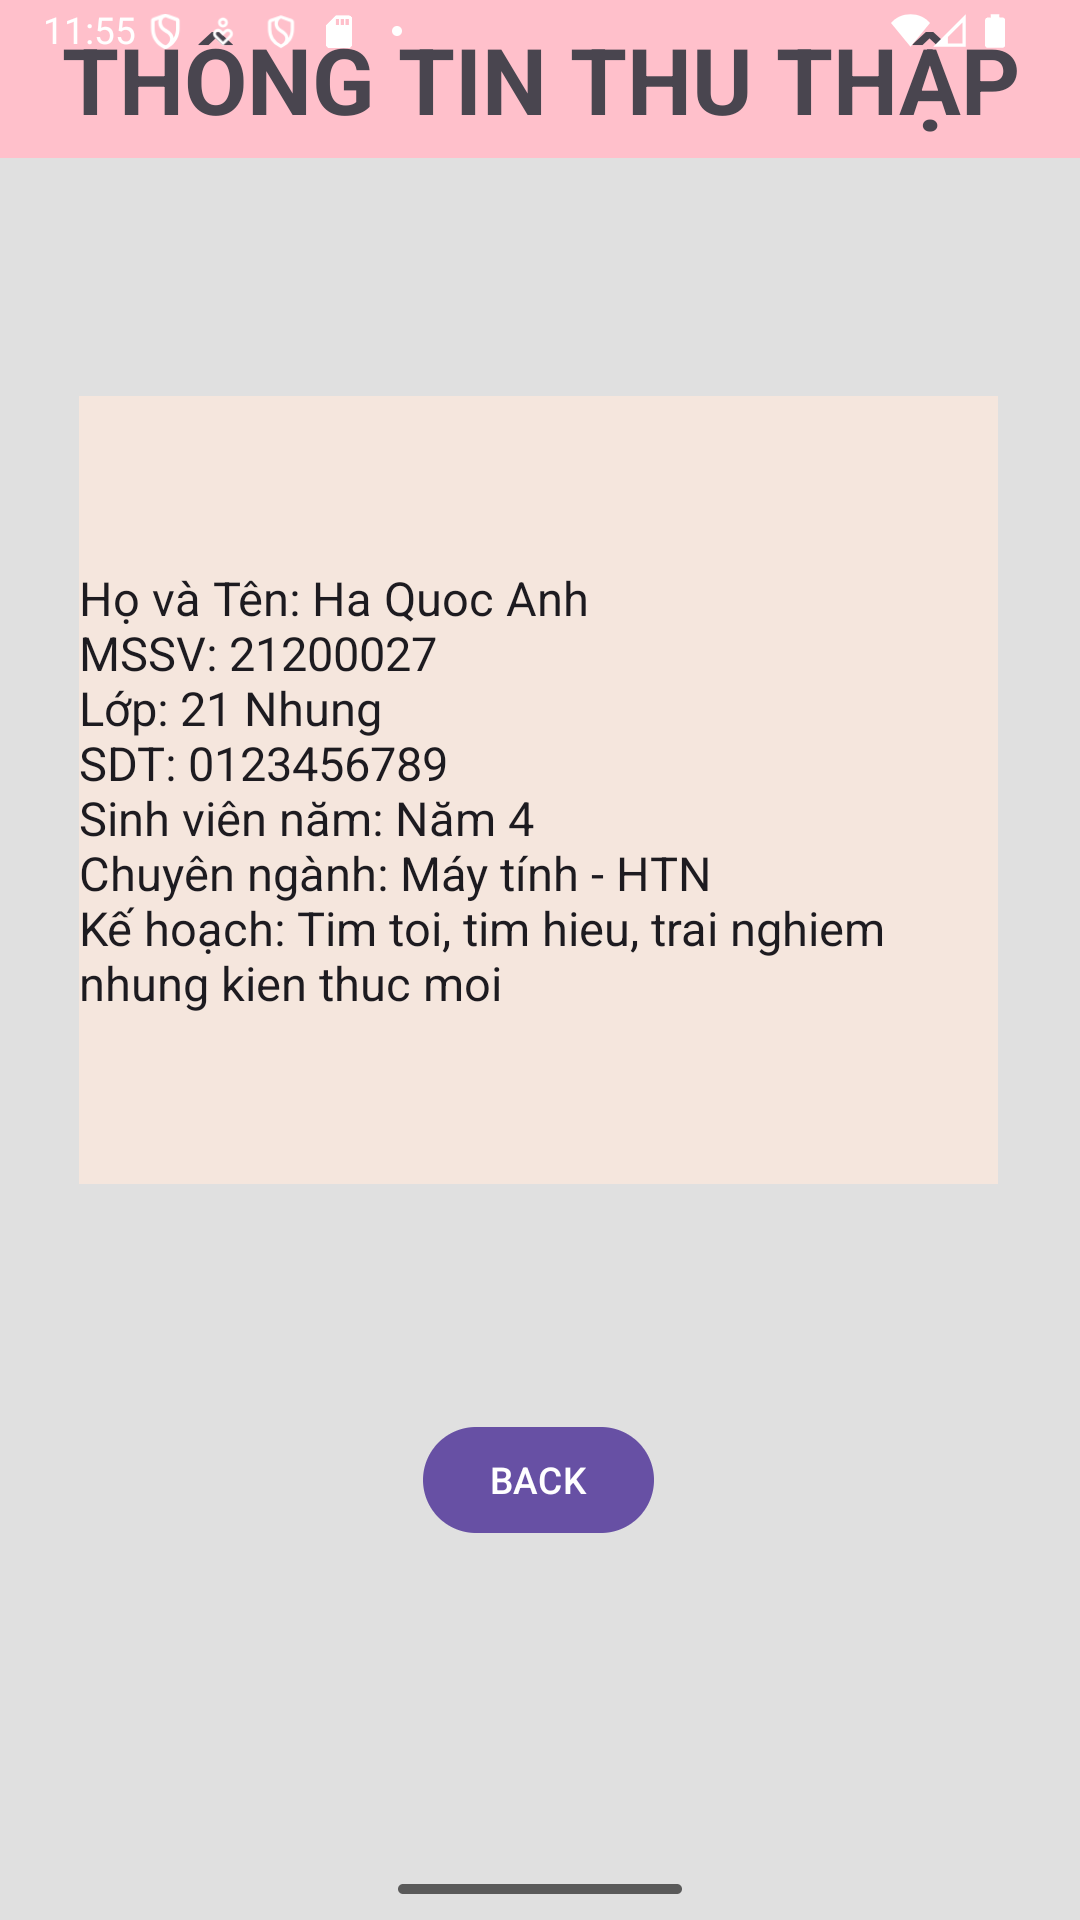 11:55
THÔNG TIN THU THẬP
Họ và Tên: Ha Quoc Anh
MSSV: 21200027
Lớp: 21 Nhung
SDT: 0123456789
Sinh viên năm: Năm 4
Chuyên ngành: Máy tính - HTN
Kế hoạch: Tim toi, tim hieu, trai nghiem
nhung kien thuc moi
BACK